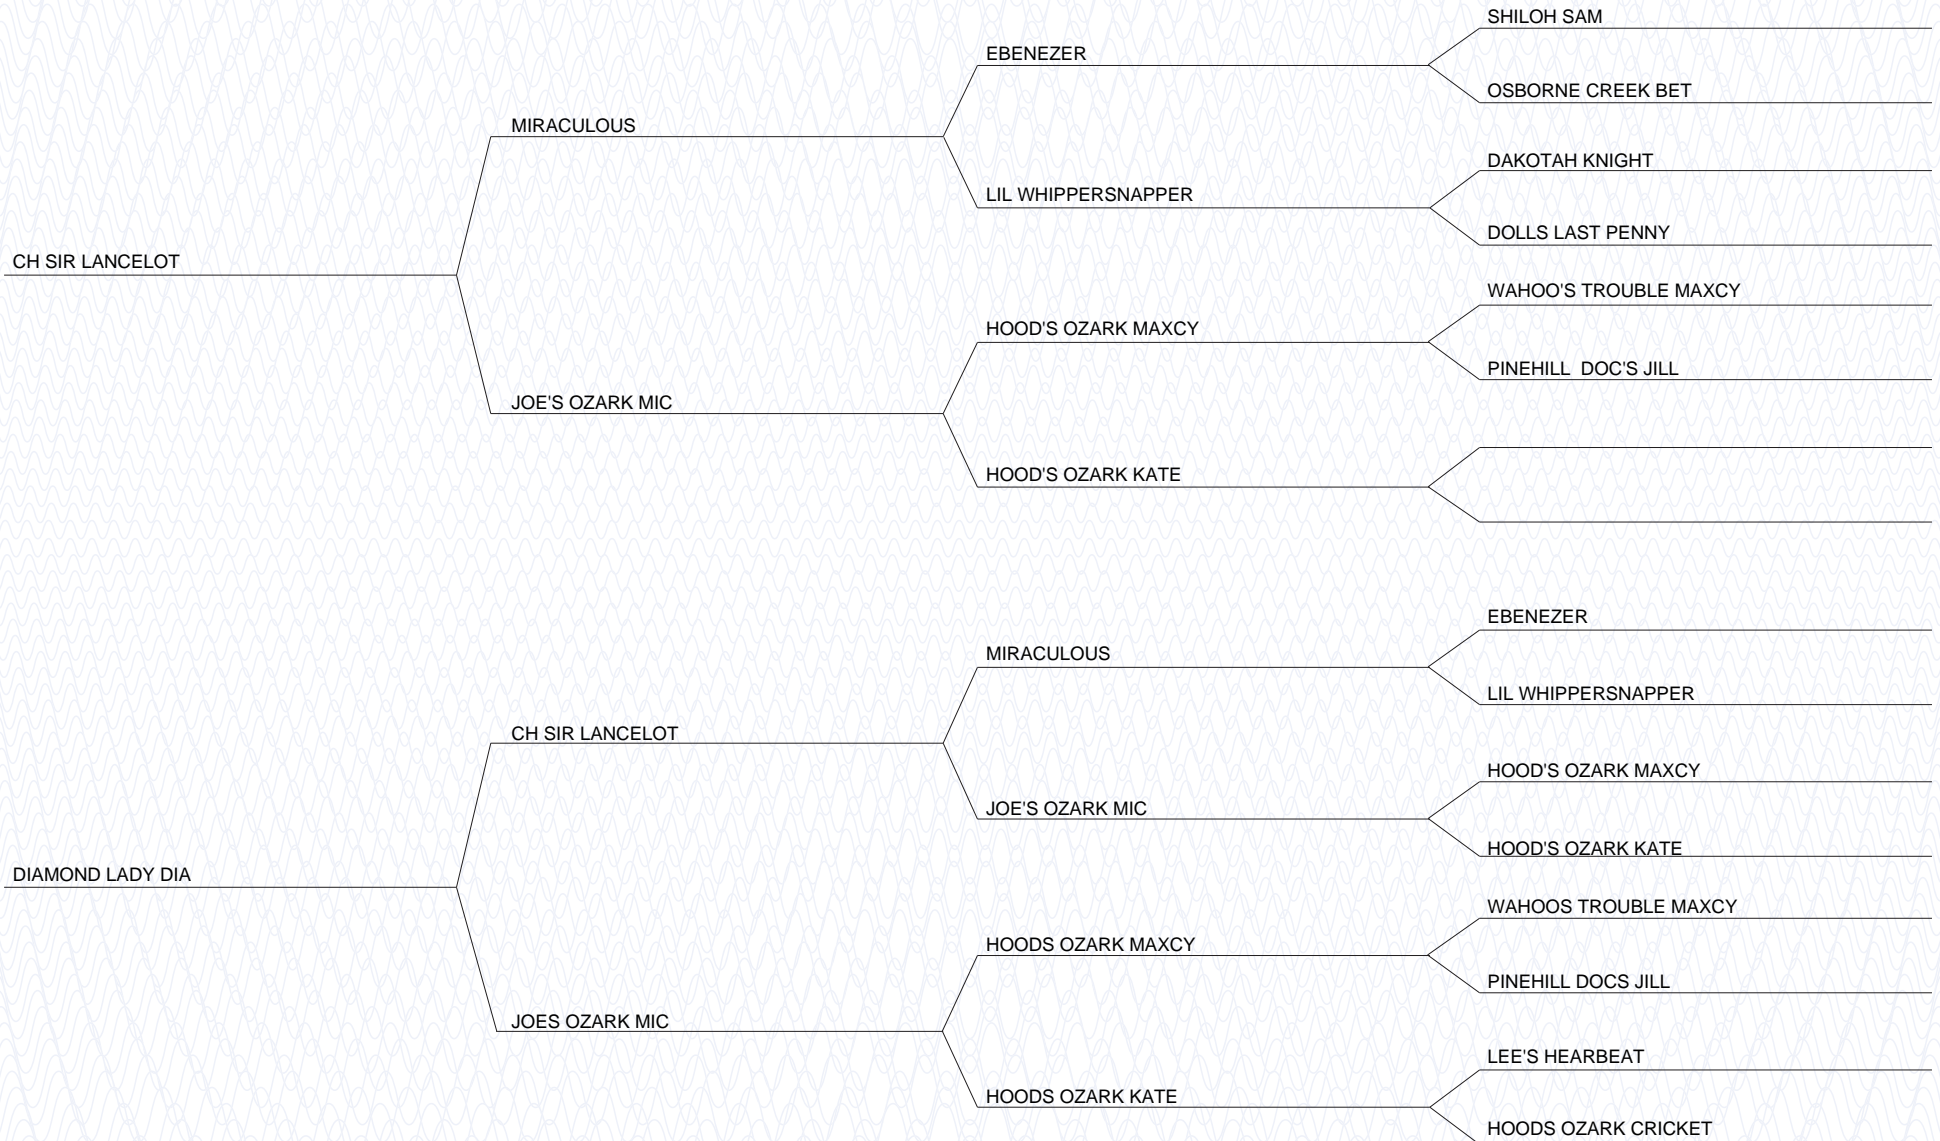 SHILOH SAM
EBENEZER
OSBORNE CREEK BET
MIRACULOUS
DAKOTAH KNIGHT
LIL WHIPPERSNAPPER
DOLLS LAST PENNY
CH SIR LANCELOT
WAHOO'S TROUBLE MAXCY
HOOD'S OZARK MAXCY
PINEHILL  DOC'S JILL
JOE'S OZARK MIC
HOOD'S OZARK KATE
EBENEZER
MIRACULOUS
LIL WHIPPERSNAPPER
CH SIR LANCELOT
HOOD'S OZARK MAXCY
JOE'S OZARK MIC
HOOD'S OZARK KATE
DIAMOND LADY DIA
WAHOOS TROUBLE MAXCY
HOODS OZARK MAXCY
PINEHILL DOCS JILL
JOES OZARK MIC
LEE'S HEARBEAT
HOODS OZARK KATE
HOODS OZARK CRICKET